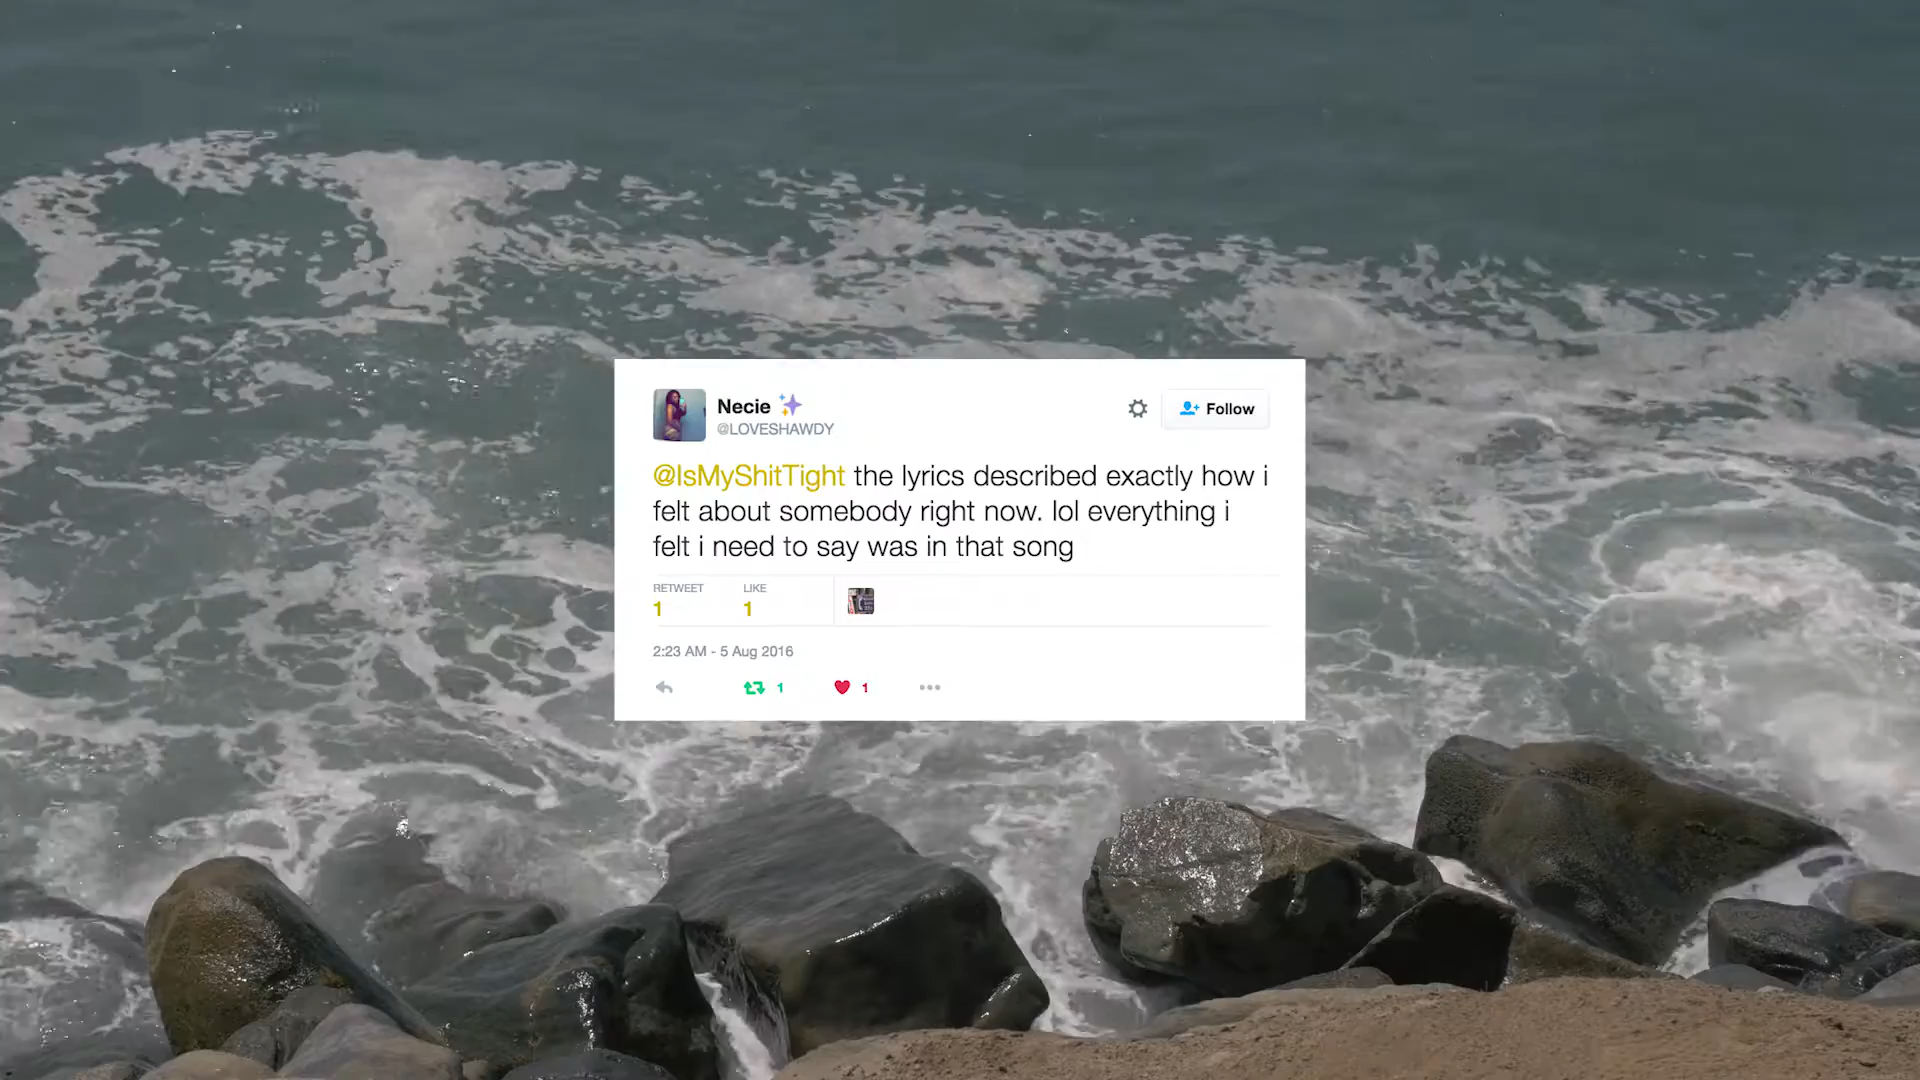 Necie ✨
@LOVESHAWDY
Follow
@IsMyShitTight the lyrics described exactly how i
felt about somebody right now. lol everything i
felt i need to say was in that song
RETWEET LIKE
1 1
2:23 AM - 5 Aug 2016
1 1